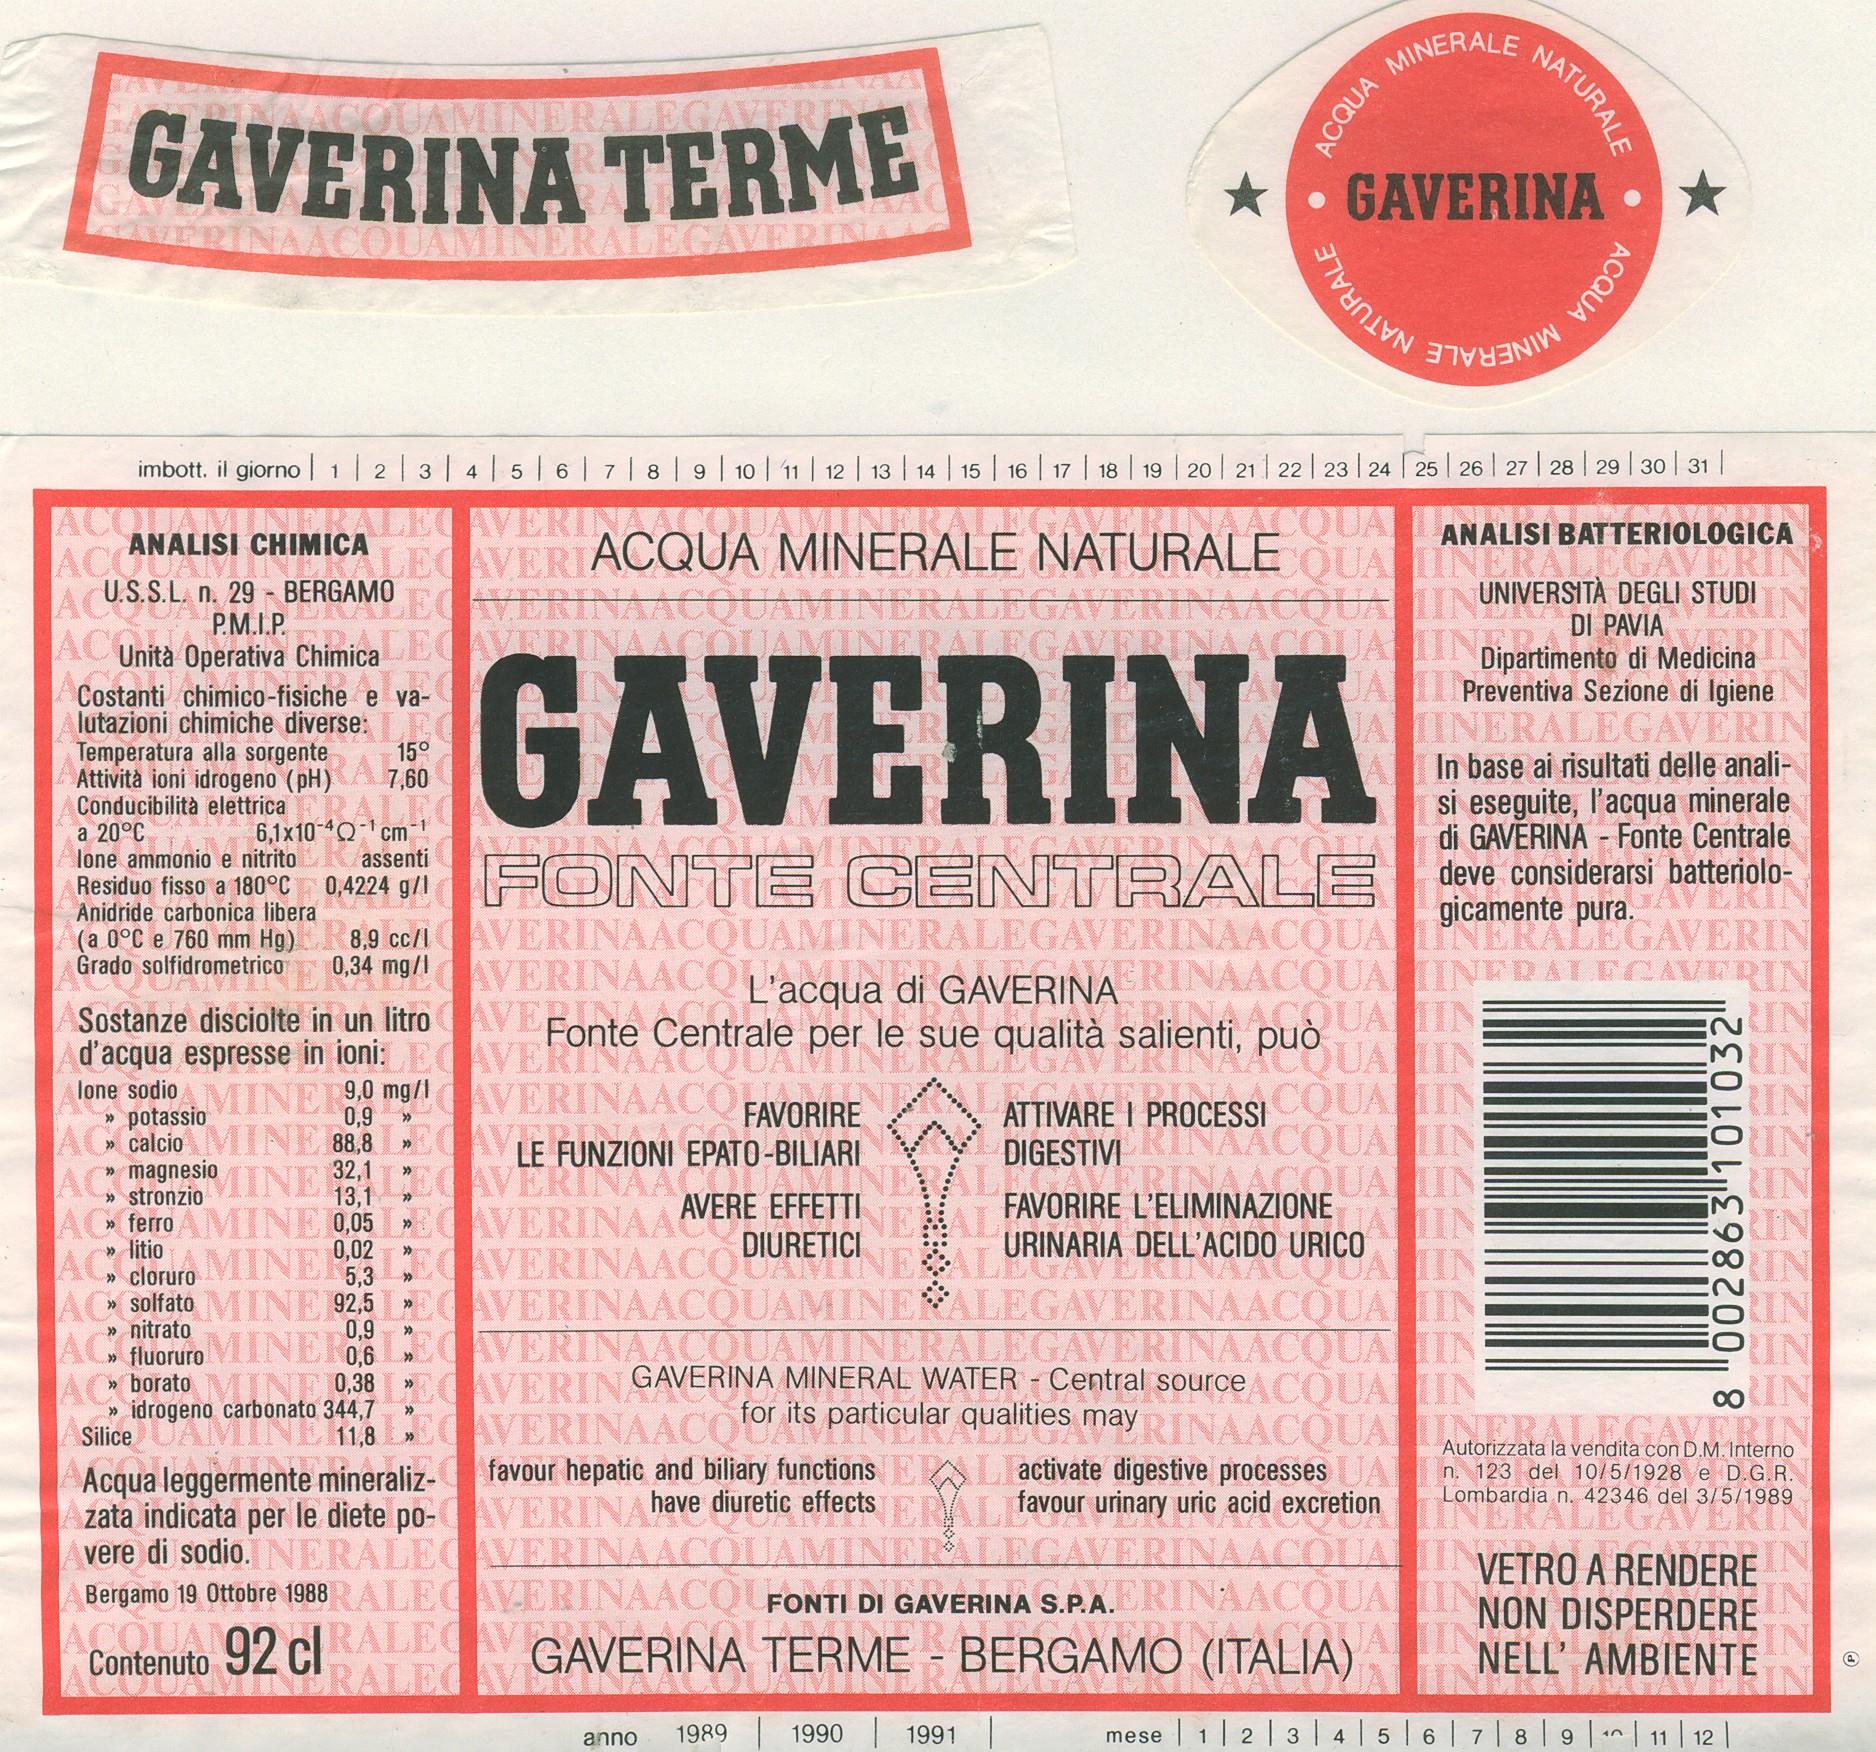 GAVERINA TERME
ACQUA MINERALE NATURALE
GAVERINA
ACQUA MINERALE NATURALE
imbott. il giorno | 1 | 2 | 3 | 4 | 5 | 6 | 7 | 8 | 9 | 10 | 11 | 12 | 13 | 14 | 15 | 16 | 17 | 18 | 19 | 20 | 21 | 22 | 23 | 24 | 25 | 26 | 27 | 28 | 29 | 30 | 31 |
ANALISI CHIMICA
U.S.S.L. n. 29 - BERGAMO
P.M.I.P.
Unità Operativa Chimica
Costanti chimico-fisiche e va-
lutazioni chimiche diverse:
Temperatura alla sorgente 15°
Attività ioni idrogeno (pH) 7,60
Conducibilità elettrica
a 20°C 6,1x10⁻⁴Ω⁻¹cm⁻¹
Ione ammonio e nitrito assenti
Residuo fisso a 180°C 0,4224 g/l
Anidride carbonica libera
(a 0°C e 760 mm Hg) 8,9 cc/l
Grado solfidrometrico 0,34 mg/l
Sostanze disciolte in un litro
d'acqua espresse in ioni:
Ione sodio 9,0 mg/l
» potassio 0,9 »
» calcio 88,8 »
» magnesio 32,1 »
» stronzio 13,1 »
» ferro 0,05 »
» litio 0,02 »
» cloruro 5,3 »
» solfato 92,5 »
» nitrato 0,9 »
» fluoruro 0,6 »
» borato 0,38 »
» idrogeno carbonato 344,7 »
Silice 11,8 »
Acqua leggermente mineraliz-
zata indicata per le diete po-
vere di sodio.
Bergamo 19 Ottobre 1988
Contenuto 92 cl
ACQUA MINERALE NATURALE
GAVERINA
FONTE CENTRALE
L'acqua di GAVERINA
Fonte Centrale per le sue qualità salienti, può
FAVORIRE
LE FUNZIONI EPATO-BILIARI
AVERE EFFETTI
DIURETICI
ATTIVARE I PROCESSI
DIGESTIVI
FAVORIRE L'ELIMINAZIONE
URINARIA DELL'ACIDO URICO
GAVERINA MINERAL WATER - Central source
for its particular qualities may
favour hepatic and biliary functions
have diuretic effects
activate digestive processes
favour urinary uric acid excretion
FONTI DI GAVERINA S.P.A.
GAVERINA TERME - BERGAMO (ITALIA)
ANALISI BATTERIOLOGICA
UNIVERSITÀ DEGLI STUDI
DI PAVIA
Dipartimento di Medicina
Preventiva Sezione di Igiene
In base ai risultati delle anali-
si eseguite, l'acqua minerale
di GAVERINA - Fonte Centrale
deve considerarsi batteriolo-
gicamente pura.
8 002863 101032
Autorizzata la vendita con D.M. Interno
n. 123 del 10/5/1928 e D.G.R.
Lombardia n. 42346 del 3/5/1989
VETRO A RENDERE
NON DISPERDERE
NELL' AMBIENTE
anno 1989 | 1990 | 1991 | mese | 1 | 2 | 3 | 4 | 5 | 6 | 7 | 8 | 9 | 10 | 11 | 12 |